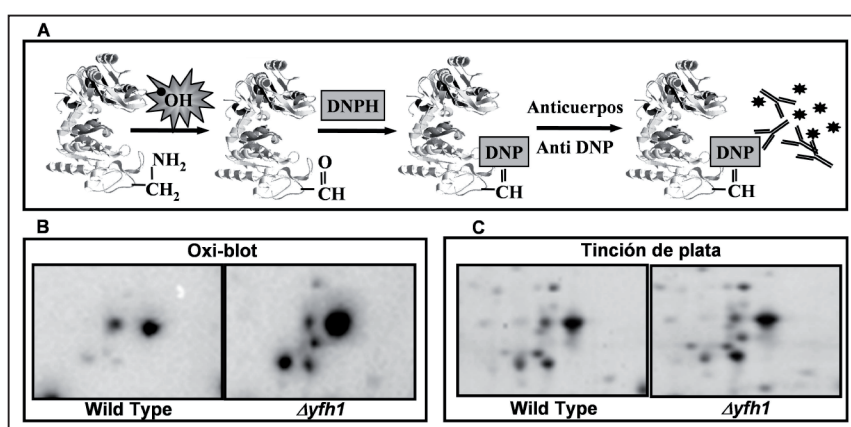 A
•OH
NH₂
CH₂
DNPH
O
CH
DNP
CH
Anticuerpos
Anti DNP
DNP
CH
B
Oxi-blot
Wild Type
Δyfh1
C
Tinción de plata
Wild Type
Δyfh1